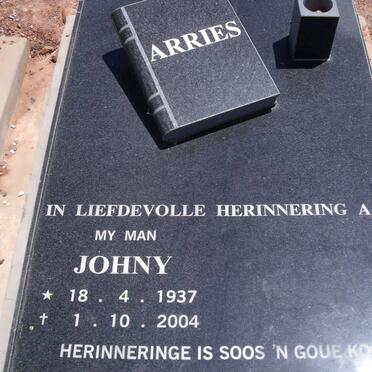 ARRIES
IN LIEFDEVOLLE HERINNERING A
MY MAN
JOHNY
★ 18 . 4 . 1937
† 1 . 10 . 2004
HERINNERINGE IS SOOS 'N GOUE KO